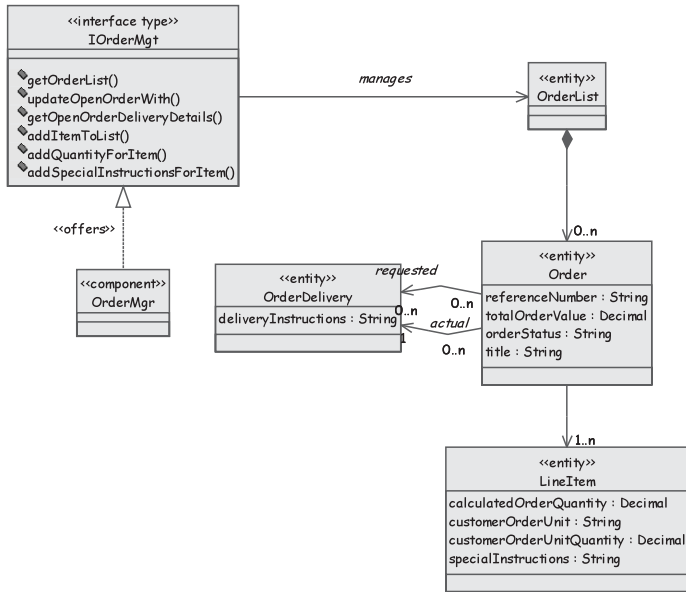 <<interface type>>
IOrderMgt
getOrderList()
updateOpenOrderWith()
getOpenOrderDeliveryDetails()
addItemToList()
addQuantityForItem()
addSpecialInstructionsForItem()
manages
<<entity>>
OrderList
<<offers>>
0..n
<<component>>
OrderMgr
<<entity>>
OrderDelivery
deliveryInstructions : String
requested
0..n
0..n
actual
1
0..n
<<entity>>
Order
referenceNumber : String
totalOrderValue : Decimal
orderStatus : String
title : String
1..n
<<entity>>
LineItem
calculatedOrderQuantity : Decimal
customerOrderUnit : String
customerOrderUnitQuantity : Decimal
specialInstructions : String